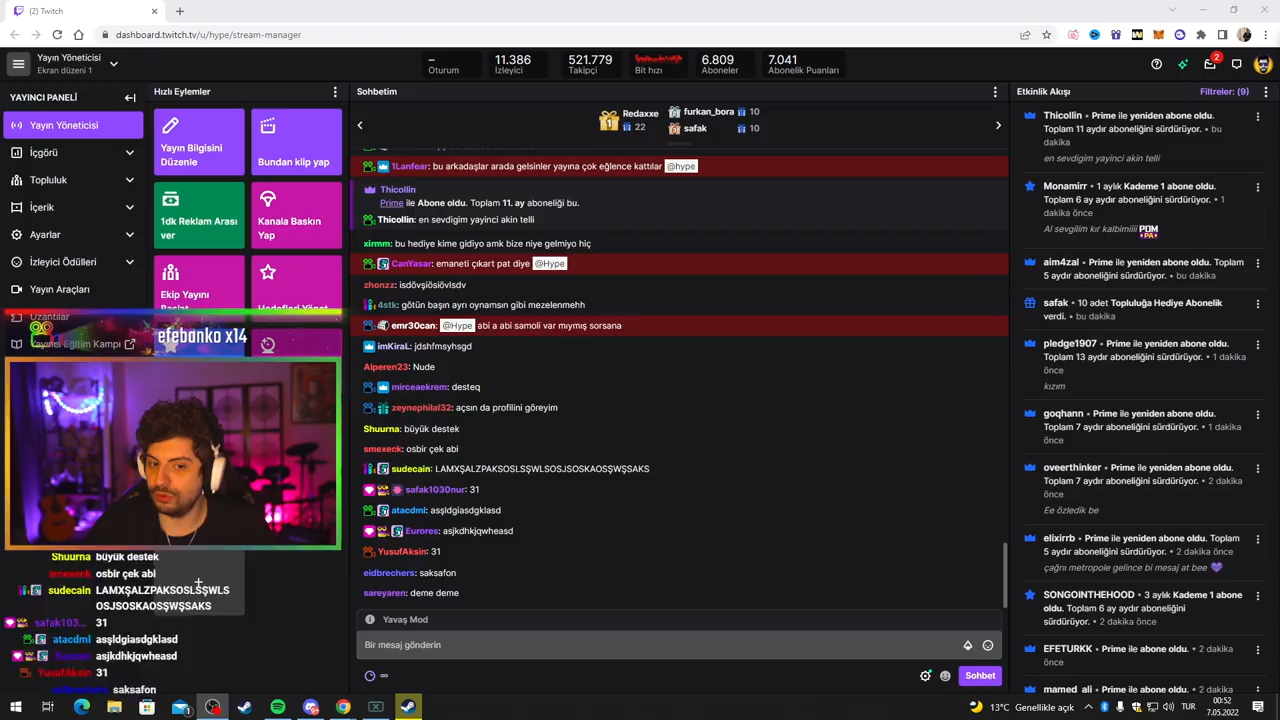 (2) Twitch
dashboard.twitch.tv/u/hype/stream-manager
Yayın Yöneticisi
Ekran düzeni 1
–
Oturum
11.386
İzleyici
521.779
Takipçi
Bit hızı
6.809
Aboneler
7.041
Abonelik Puanları
2
YAYINCI PANELİ
Yayın Yöneticisi
İçgörü
Topluluk
İçerik
Ayarlar
İzleyici Ödülleri
Yayın Araçları
Uzantılar
Yayıncı Eğitim Kampı
Hızlı Eylemler
Yayın Bilgisini
Düzenle
Bundan klip yap
1dk Reklam Arası
ver
Kanala Baskın
Yap
Ekip Yayını
Başlat
Hedefleri Yönet
efebanko x14
Shuurna büyük destek
smexeck osbir çek abi
sudecain LAMXŞALZPAKSOSLSŞWLS
OSJSOSKAOSŞWŞSAKS
safak103... 31
atacdml asşldgiasdgklasd
Eurores asjkdhkjqwheasd
YusufAksin 31
eidbrechers saksafon
Sohbetim
1
Redaxxe
22
furkan_bora 10
safak 10
1Lanfear: bu arkadaşlar arada gelsinler yayına çok eğlence kattılar @hype
Thicollin
Prime ile Abone oldu. Toplam 11. ay aboneliği bu.
Thicollin: en sevdigim yayinci akin telli
xirmm: bu hediye kime gidiyo amk bize niye gelmiyo hiç
CanYasar: emaneti çıkart pat diye @Hype
zhonzz: isdövşiösiövlsdv
4stk: götün başın ayrı oynamsın gibi mezelenmehh
emr30can: @Hype abi a abi samoli var mıymış sorsana
imKiraL: jdshfmsyhsgd
Alperen23: Nude
mirceaekrem: desteq
zeynephilal32: açsın da profilini göreyim
Shuurna: büyük destek
smexeck: osbir çek abi
sudecain: LAMXŞALZPAKSOSLSŞWLSOSJSOSKAOSŞWŞSAKS
safak1030nur: 31
atacdml: asşldgiasdgklasd
Eurores: asjkdhkjqwheasd
YusufAksin: 31
eidbrechers: saksafon
sareyaren: deme deme
Yavaş Mod
Bir mesaj gönderin
∞
Sohbet
Etkinlik Akışı
Filtreler: (9)
Thicollin • Prime ile yeniden abone oldu.
Toplam 11 aydır aboneliğini sürdürüyor. • bu
dakika
en sevdigim yayinci akin telli
Monamirr • 1 aylık Kademe 1 abone oldu.
Toplam 6 aydır aboneliğini sürdürüyor. • 1
dakika önce
Al sevgilim kır kalbimiiii POM PA
aim4zal • Prime ile yeniden abone oldu. Toplam
5 aydır aboneliğini sürdürüyor. • bu dakika
safak • 10 adet Topluluğa Hediye Abonelik
verdi. • bu dakika
pledge1907 • Prime ile yeniden abone oldu.
Toplam 13 aydır aboneliğini sürdürüyor. • 1 dakika
önce
kızım
goqhann • Prime ile yeniden abone oldu.
Toplam 7 aydır aboneliğini sürdürüyor. • 1 dakika
önce
oveerthinker • Prime ile yeniden abone oldu.
Toplam 7 aydır aboneliğini sürdürüyor. • 2 dakika
önce
Ee özledik be
elixirrb • Prime ile yeniden abone oldu. Toplam
5 aydır aboneliğini sürdürüyor. • 2 dakika önce
çağrı metropole gelince bi mesaj at bee
SONGOINTHEHOOD • 3 aylık Kademe 1 abone
oldu. Toplam 6 ay aydır aboneliğini
sürdürüyor. • 2 dakika önce
EFETURKK • Prime ile yeniden abone oldu. • 2 dakika
önce
mamed_ali • Prime ile yeniden abone oldu.
13°C Genellikle açık
TUR
00:52
7.05.2022